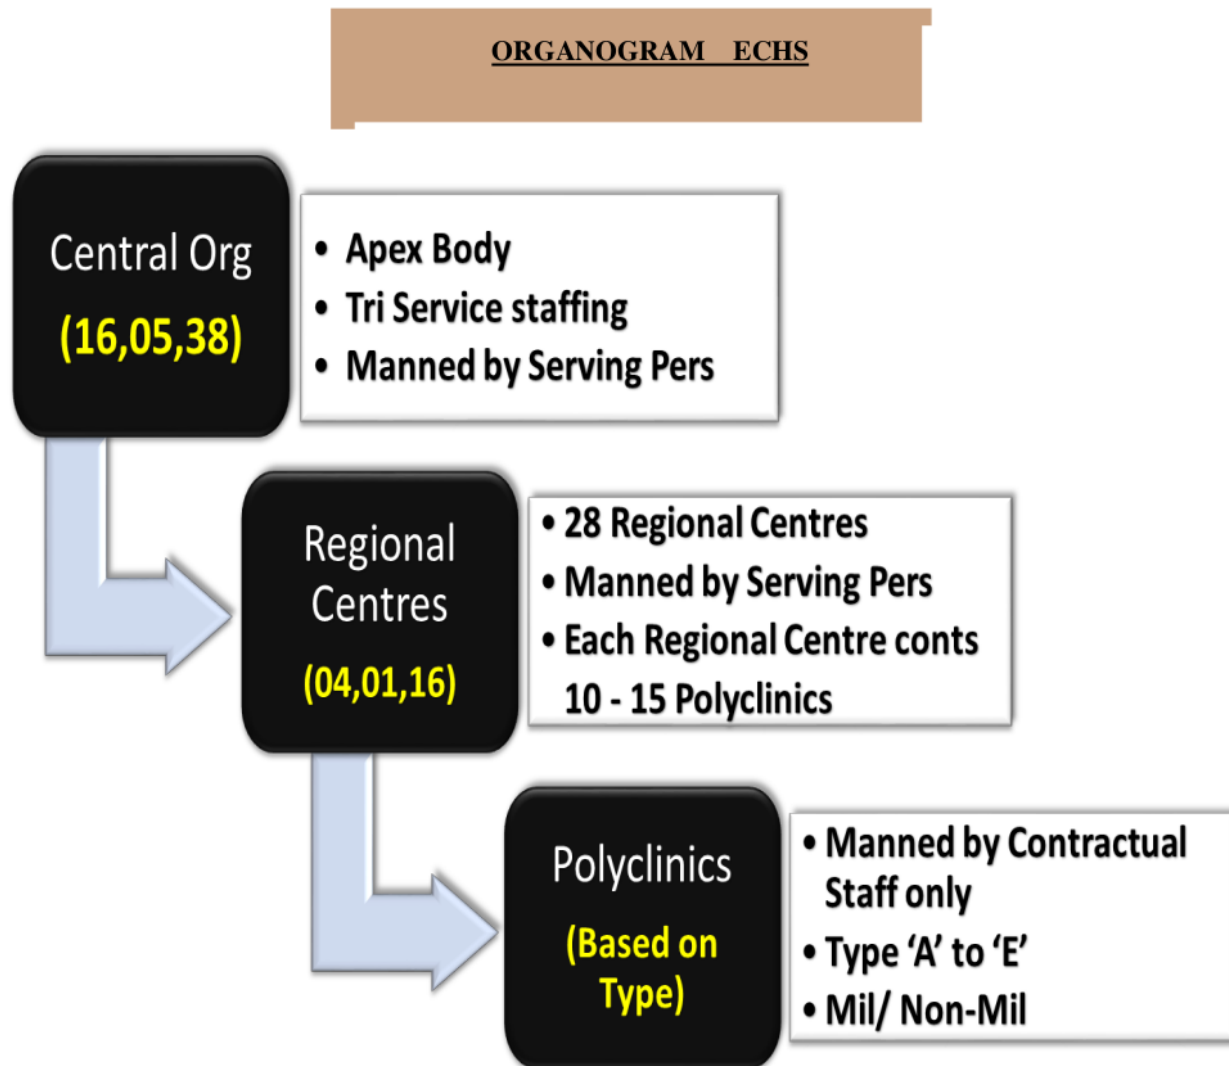 ORGANOGRAM ECHS
Central Org
(16,05,38)
• Apex Body
• Tri Service staffing
• Manned by Serving Pers
Regional
Centres
(04,01,16)
• 28 Regional Centres
• Manned by Serving Pers
• Each Regional Centre conts
10 - 15 Polyclinics
Polyclinics
(Based on
Type)
• Manned by Contractual
Staff only
• Type ‘A’ to ‘E’
• Mil/ Non-Mil